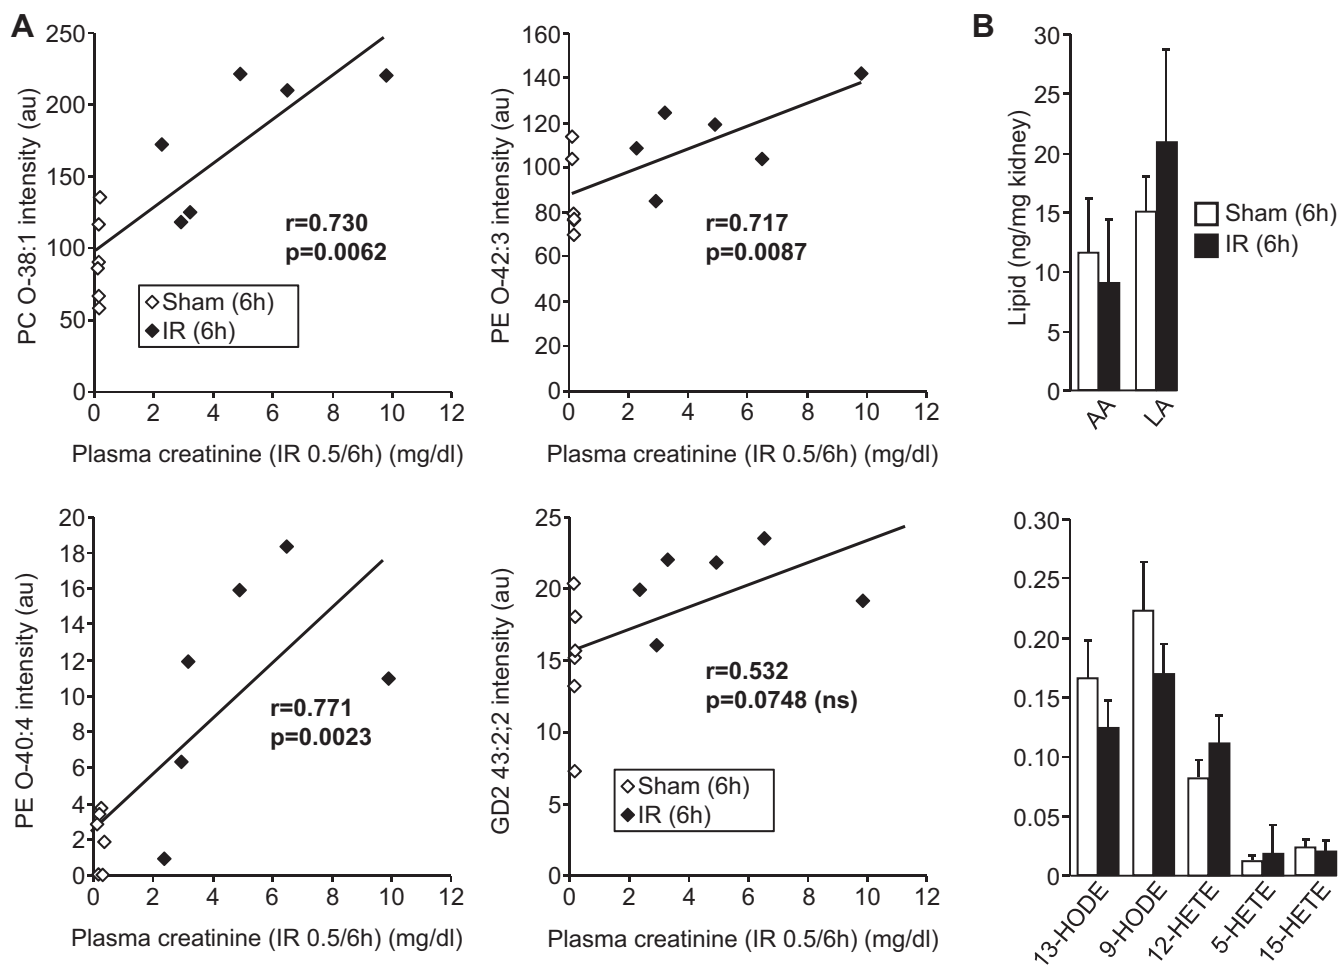 A
250
200
150
100
50
0
PC O-38:1 intensity (au)
r=0.730
p=0.0062
Sham (6h)
IR (6h)
0 2 4 6 8 10 12
Plasma creatinine (IR 0.5/6h) (mg/dl)
160
140
120
100
80
60
40
20
0
PE O-42:3 intensity (au)
r=0.717
p=0.0087
0 2 4 6 8 10 12
Plasma creatinine (IR 0.5/6h) (mg/dl)
20
18
16
14
12
10
8
6
4
2
0
PE O-40:4 intensity (au)
r=0.771
p=0.0023
0 2 4 6 8 10 12
Plasma creatinine (IR 0.5/6h) (mg/dl)
25
20
15
10
5
0
GD2 43:2;2 intensity (au)
r=0.532
p=0.0748 (ns)
Sham (6h)
IR (6h)
0 2 4 6 8 10 12
Plasma creatinine (IR 0.5/6h) (mg/dl)
B
30
25
20
15
10
5
0
Lipid (ng/mg kidney)
Sham (6h)
IR (6h)
AA LA
0.30
0.25
0.20
0.15
0.10
0.05
0
13-HODE 9-HODE 12-HETE 5-HETE 15-HETE